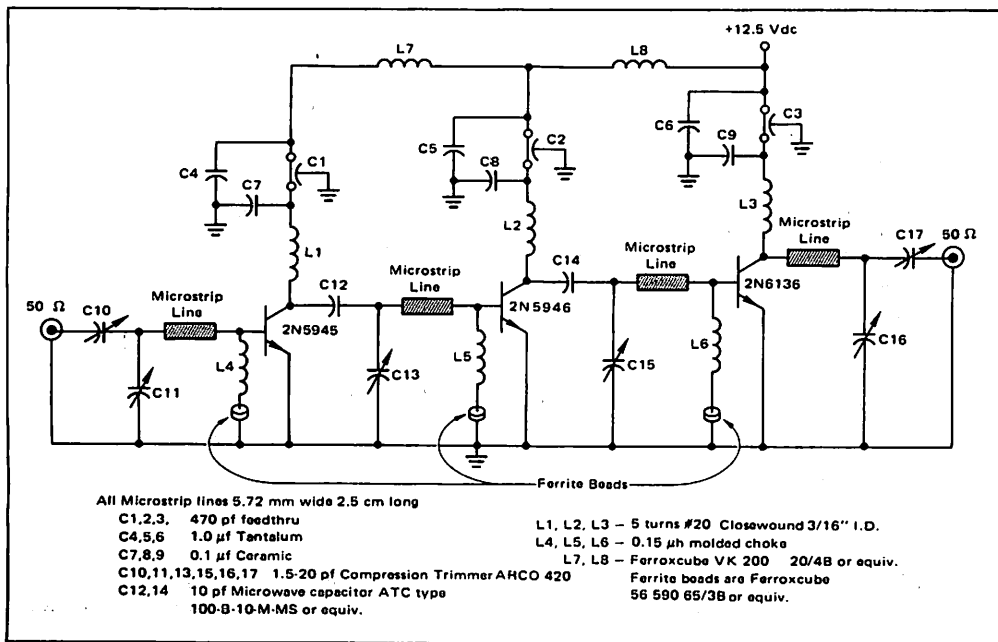 +12.5 Vdc
L7
L8
C4
C1
C7
L1
C5
C2
C8
L2
C6
C3
C9
L3
50 Ω
C10
Microstrip
Line
C11
L4
2N5945
C12
C13
Microstrip
Line
L5
2N5946
C14
C15
Microstrip
Line
L6
2N6136
Microstrip
Line
C16
C17
50 Ω
Ferrite Beads
All Microstrip lines 5.72 mm wide 2.5 cm long
C1,2,3, 470 pf feedthru
C4,5,6 1.0 µf Tantalum
C7,8,9 0.1 µf Ceramic
C10,11,13,15,16,17 1.5-20 pf Compression Trimmer ARCO 420
C12,14 10 pf Microwave capacitor ATC type
100-B-10-M-MS or equiv.
L1, L2, L3 – 5 turns #20 Closewound 3/16" I.D.
L4, L5, L6 – 0.15 µh molded choke
L7, L8 – Ferroxcube VK 200 20/4B or equiv.
Ferrite beads are Ferroxcube
56 590 65/3B or equiv.